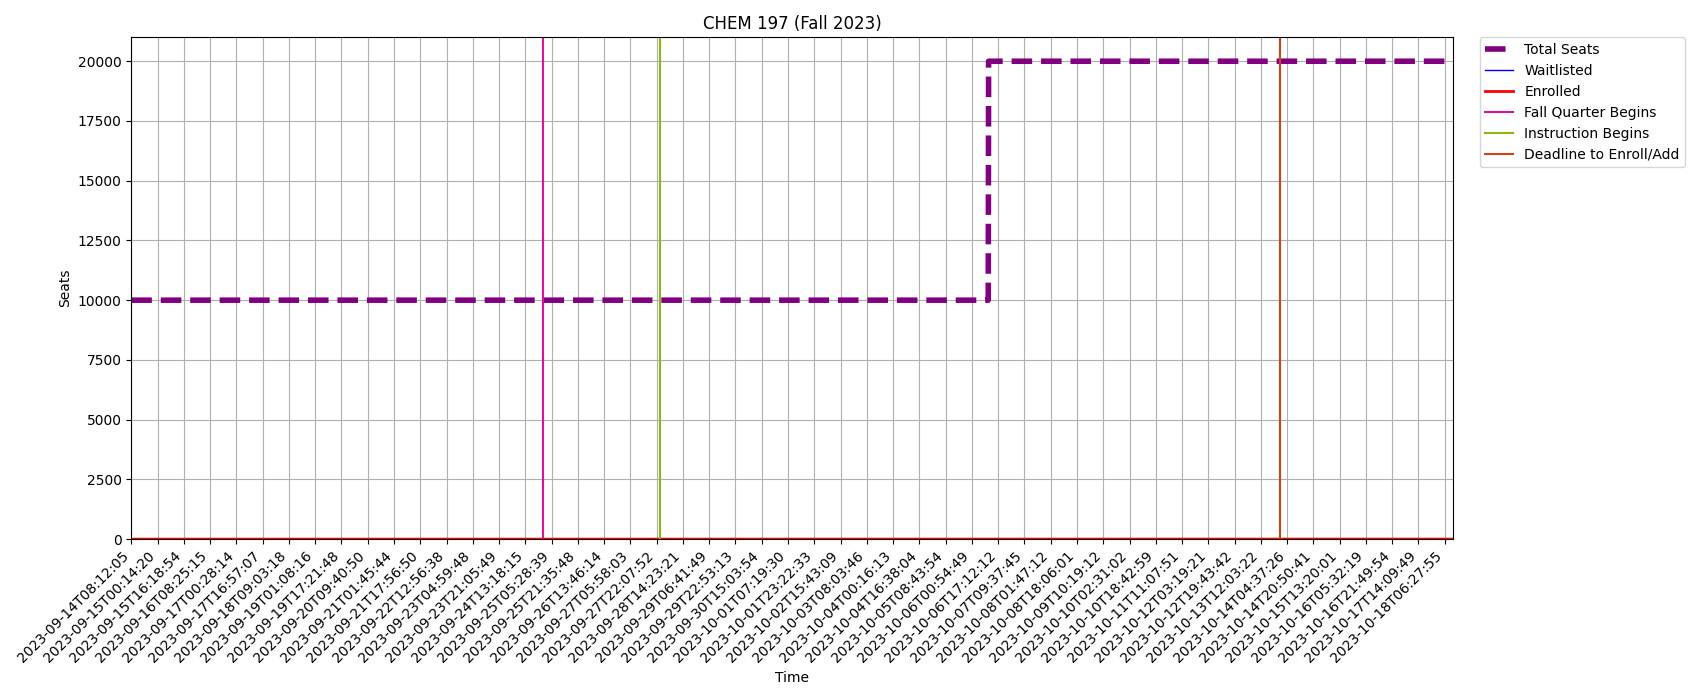 CHEM 197 (Fall 2023)
Total Seats
Waitlisted
Enrolled
Fall Quarter Begins
Instruction Begins
Deadline to Enroll/Add
Seats
20000
17500
15000
12500
10000
7500
5000
2500
0
2023-09-14T08:12:05
2023-09-15T00:14:20
2023-09-15T16:18:54
2023-09-16T08:25:15
2023-09-17T00:28:14
2023-09-17T16:57:07
2023-09-18T09:03:18
2023-09-19T01:08:16
2023-09-19T17:21:48
2023-09-20T09:40:50
2023-09-21T01:45:44
2023-09-21T17:56:50
2023-09-22T12:56:38
2023-09-23T04:59:48
2023-09-23T21:05:49
2023-09-24T13:18:15
2023-09-25T05:28:39
2023-09-25T21:35:48
2023-09-26T13:46:14
2023-09-27T05:58:03
2023-09-27T22:07:52
2023-09-28T14:23:21
2023-09-29T06:41:49
2023-09-29T22:53:13
2023-09-30T15:03:54
2023-10-01T07:19:30
2023-10-01T23:22:33
2023-10-02T15:43:09
2023-10-03T08:03:46
2023-10-04T00:16:13
2023-10-04T16:38:04
2023-10-05T08:43:54
2023-10-06T00:54:49
2023-10-06T17:12:12
2023-10-07T09:37:45
2023-10-08T01:47:12
2023-10-08T18:06:01
2023-10-09T10:19:12
2023-10-10T02:31:02
2023-10-10T18:42:59
2023-10-11T11:07:51
2023-10-12T03:19:21
2023-10-12T19:43:42
2023-10-13T12:03:22
2023-10-14T04:37:26
2023-10-14T20:50:41
2023-10-15T13:20:01
2023-10-16T05:32:19
2023-10-16T21:49:54
2023-10-17T14:09:49
2023-10-18T06:27:55
Time